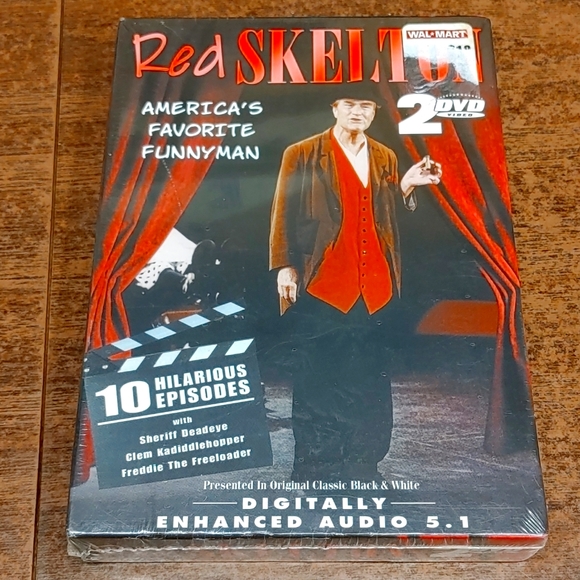 Red SKELTON
WAL★MART
2 DVD
VIDEO
AMERICA'S
FAVORITE
FUNNYMAN
10 HILARIOUS
EPISODES
with
Sheriff Deadeye
Clem Kadiddlehopper
Freddie The Freeloader
Presented In Original Classic Black & White
DIGITALLY
ENHANCED AUDIO 5.1